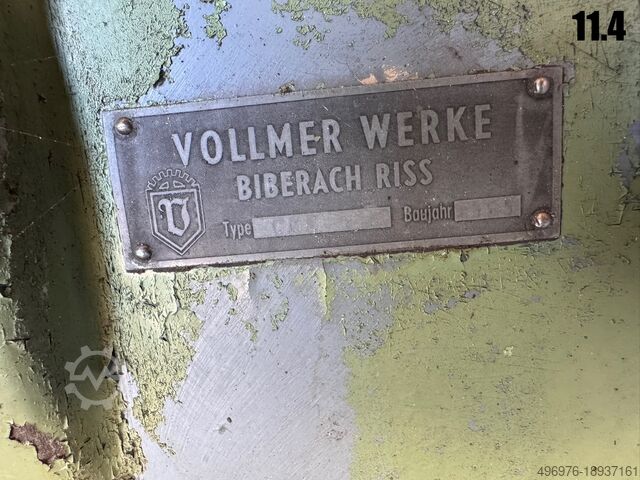 11.4
VOLLMER WERKE
BIBERACH RISS
Type Baujahr
496976-18937161